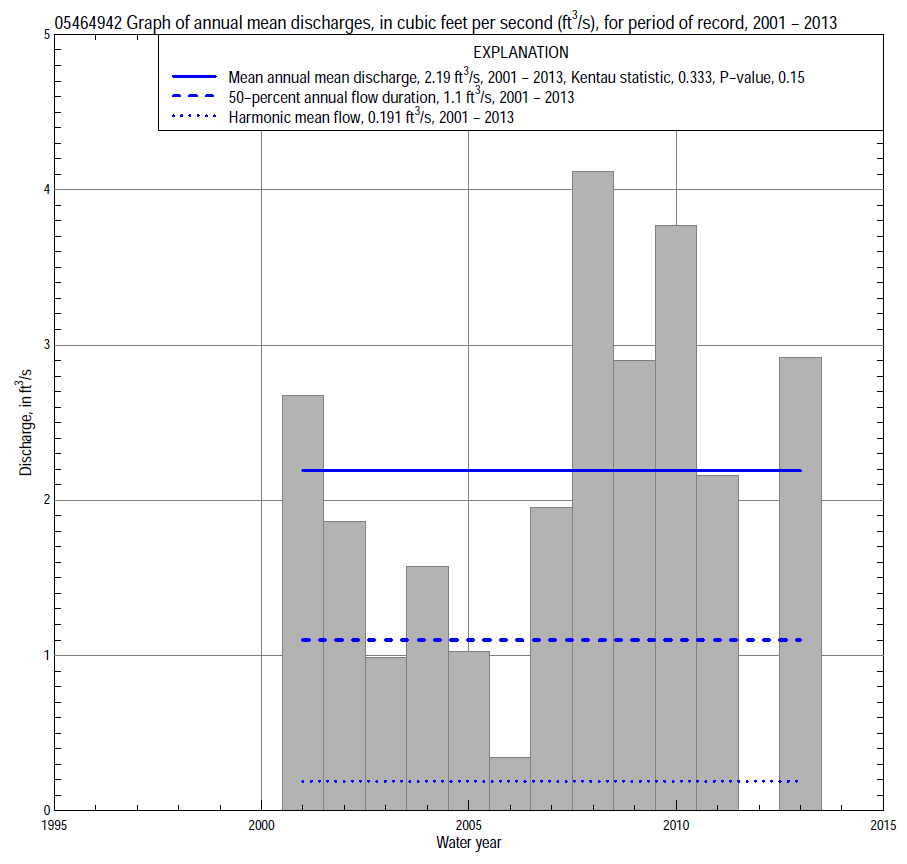 05464942 Graph of annual mean discharges, in cubic feet per second (ft³/s), for period of record, 2001 – 2013
EXPLANATION
Mean annual mean discharge, 2.19 ft³/s, 2001 – 2013, Kentau statistic, 0.333, P–value, 0.15
50–percent annual flow duration, 1.1 ft³/s, 2001 – 2013
Harmonic mean flow, 0.191 ft³/s, 2001 – 2013
Discharge, in ft³/s
5
4
3
2
1
0
1995 2000 2005 2010 2015
Water year